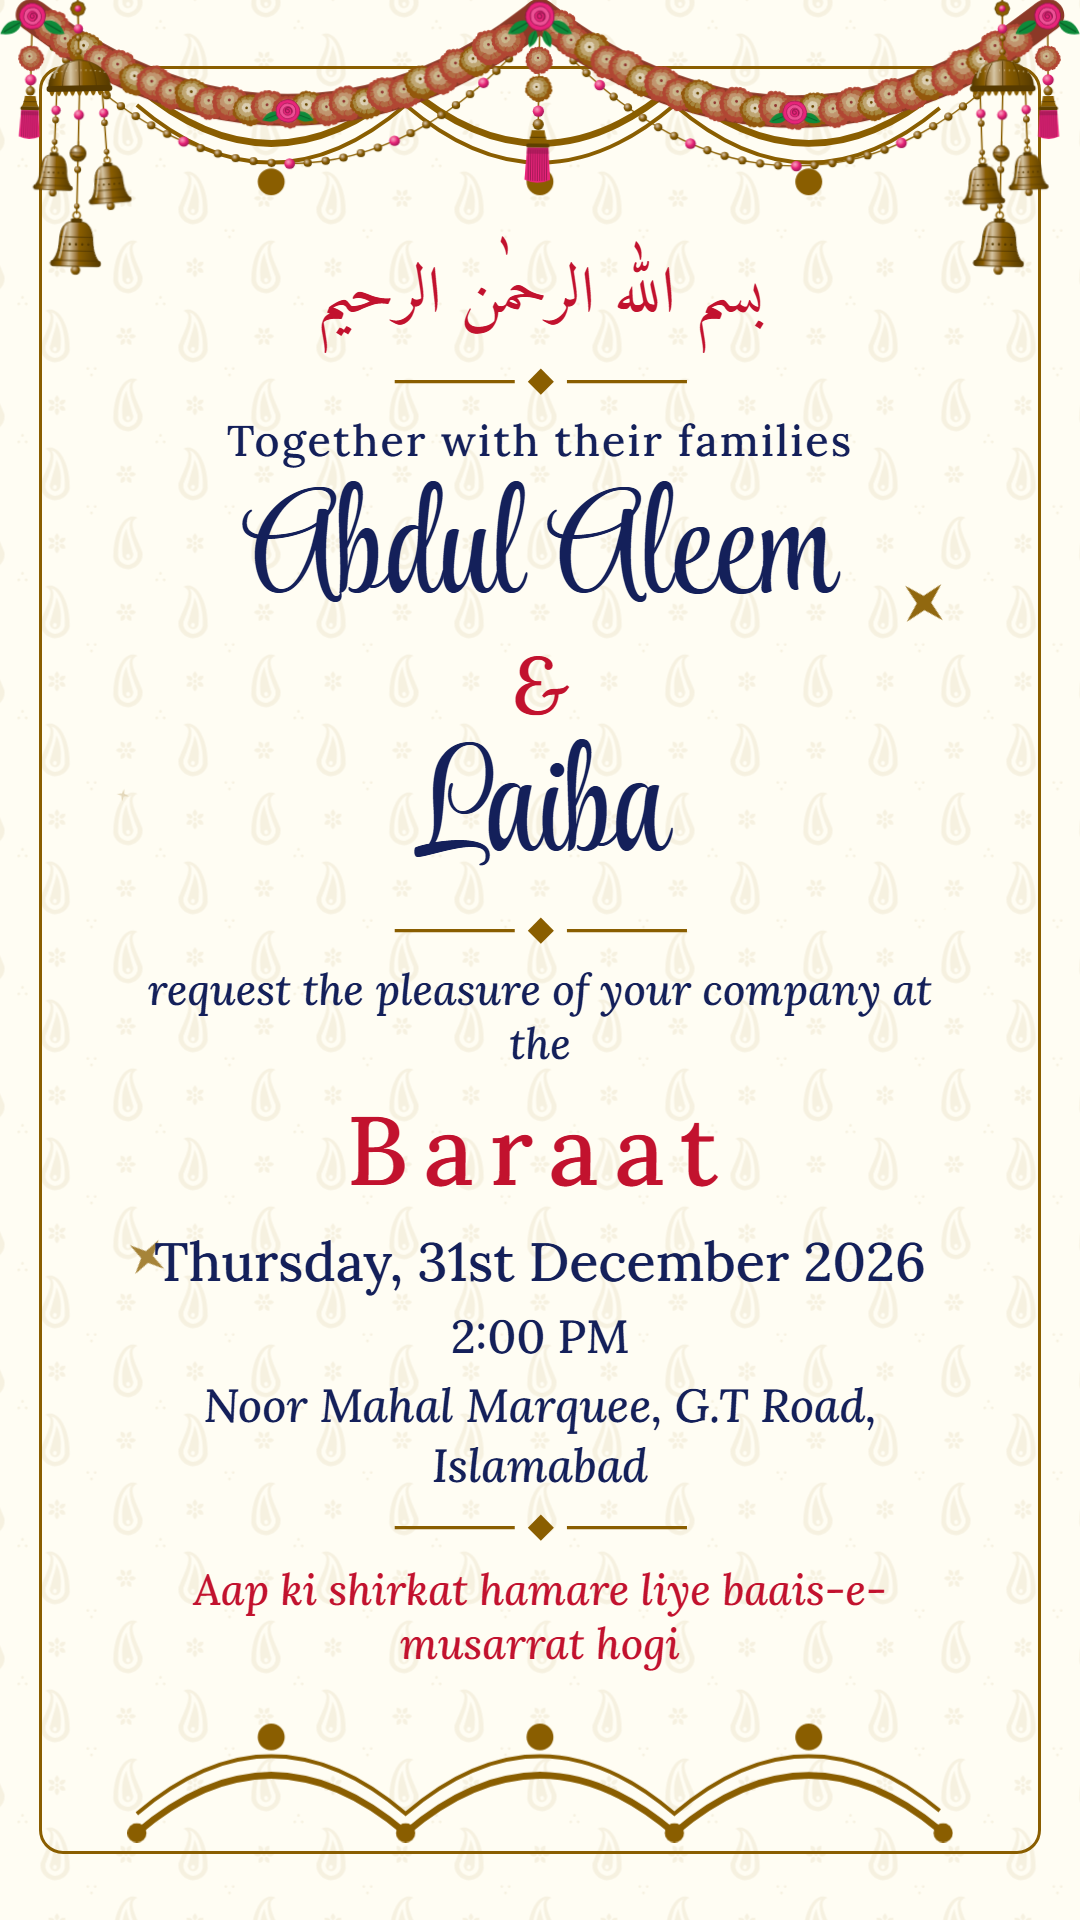 بسم الله الرحمٰن الرحيم
Together with their families
Abdul Aleem
&
Laiba
request the pleasure of your company at
the
Baraat
Thursday, 31st December 2026
2:00 PM
Noor Mahal Marquee, G.T Road,
Islamabad
Aap ki shirkat hamare liye baais-e-
musarrat hogi